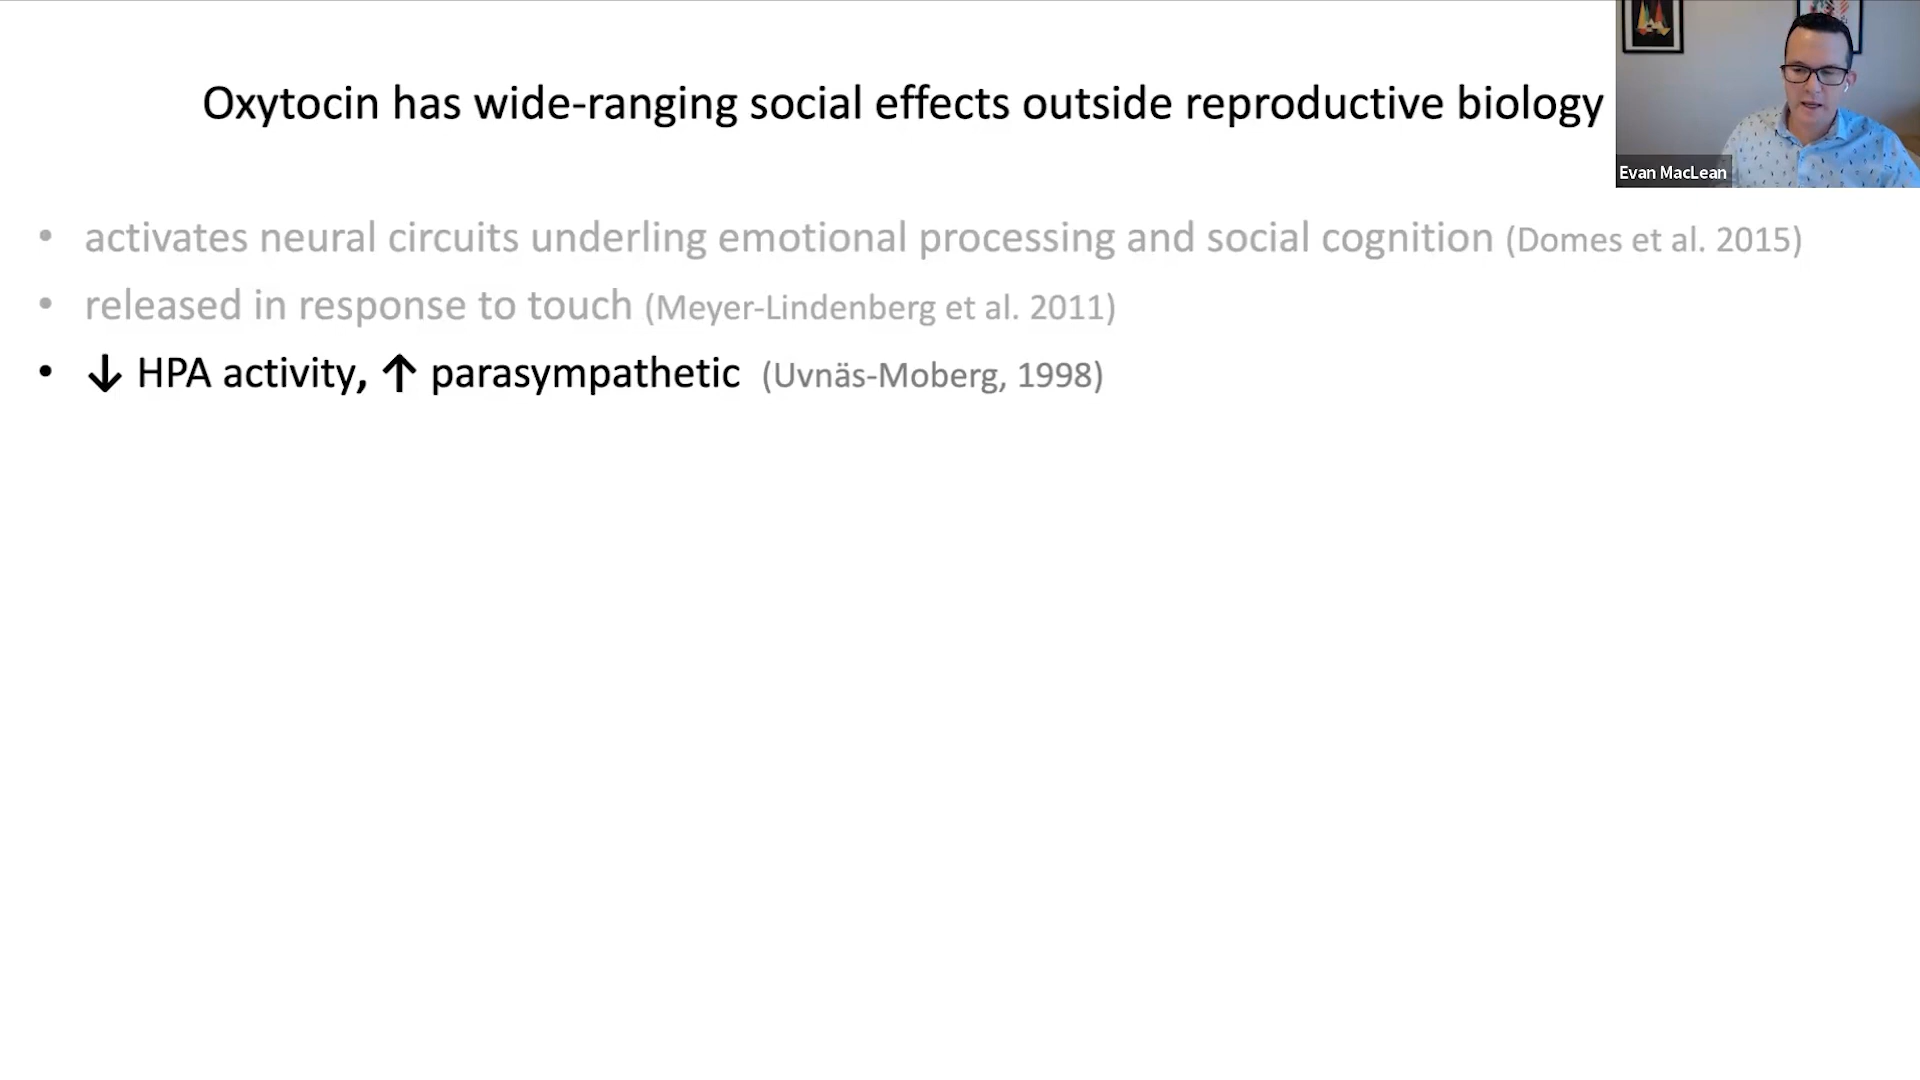 Oxytocin has wide-ranging social effects outside reproductive biology
Evan MacLean
• activates neural circuits underling emotional processing and social cognition (Domes et al. 2015)
• released in response to touch (Meyer-Lindenberg et al. 2011)
• ↓ HPA activity, ↑ parasympathetic (Uvnäs-Moberg, 1998)